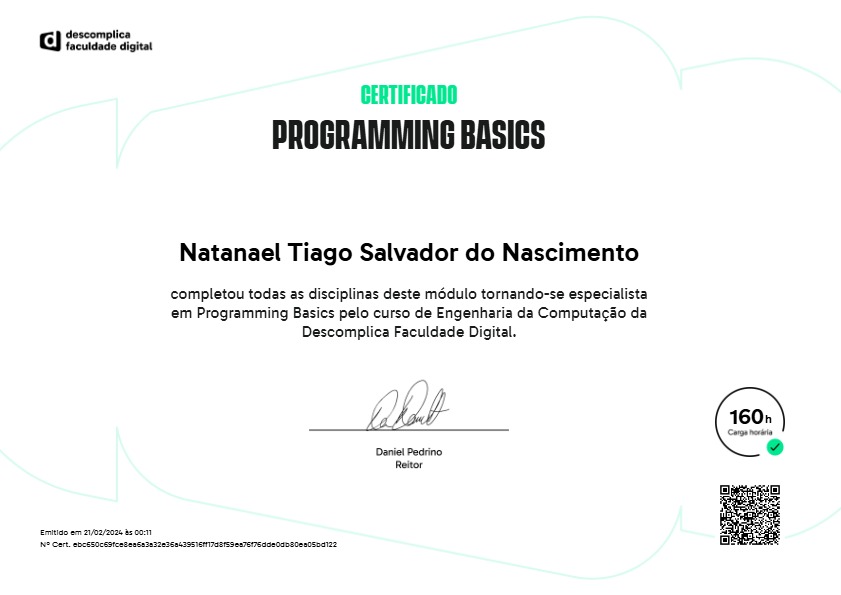 descomplica
faculdade digital
CERTIFICADO
PROGRAMMING BASICS
Natanael Tiago Salvador do Nascimento
completou todas as disciplinas deste módulo tornando-se especialista
em Programming Basics pelo curso de Engenharia da Computação da
Descomplica Faculdade Digital.
Daniel Pedrino
Reitor
160h
Carga horária
Emitido em 21/02/2024 às 00:11
Nº Cert. ebc650c69fce8ea6a3a32e36a439516ff17d8f59ea76f76dde0db80ea05bd122